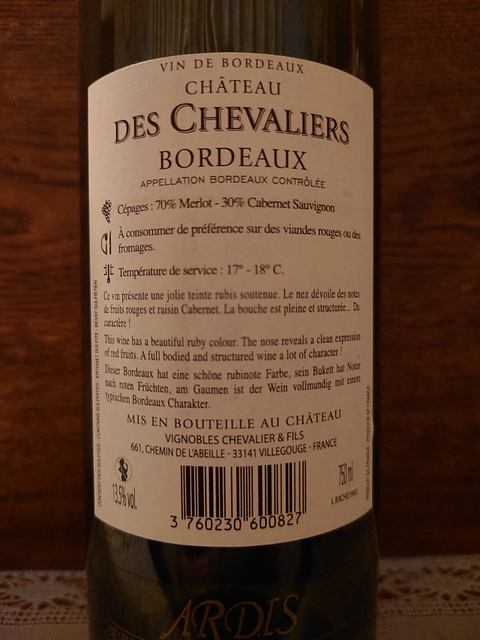 VIN DE BORDEAUX
CHÂTEAU
DES CHEVALIERS
BORDEAUX
APPELLATION BORDEAUX CONTRÔLÉE
Cépages : 70% Merlot - 30% Cabernet Sauvignon
À consommer de préférence sur des viandes rouges ou des
fromages.
Température de service : 17° - 18° C.
Ce vin présente une jolie teinte rubis soutenue. Le nez dévoile des notes
de fruits rouges et raisin Cabernet. La bouche est pleine et structurée... Du
caractère !
This wine has a beautiful ruby colour. The nose reveals a clean expression
of red fruits. A full bodied and structured wine a lot of character !
Dieser Bordeaux hat eine schöne rubinote Farbe, sein Bukett hat Noten
nach roten Früchten, am Gaumen ist der Wein vollmundig mit einem
typischen Bordeaux Charakter.
MIS EN BOUTEILLE AU CHÂTEAU
VIGNOBLES CHEVALIER & FILS
661, CHEMIN DE L'ABEILLE - 33141 VILLEGOUGE - FRANCE
13,5% vol.
750 ml
3 760230 600827
ARDIS